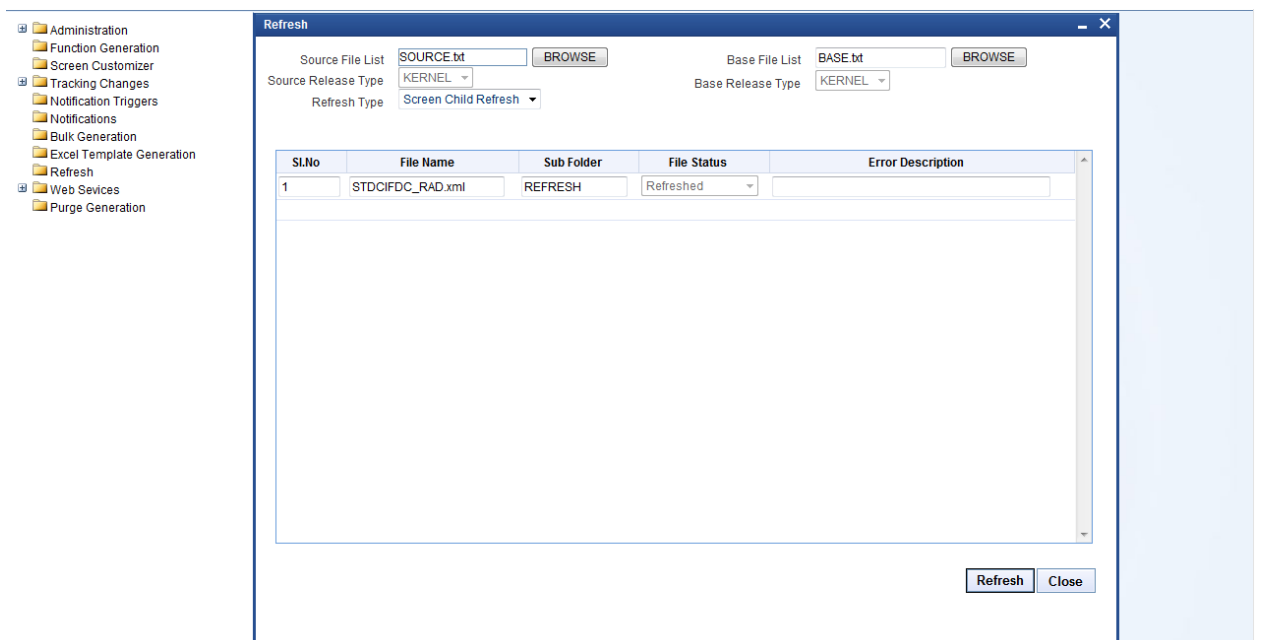 Administration
Function Generation
Screen Customizer
Tracking Changes
Notification Triggers
Notifications
Bulk Generation
Excel Template Generation
Refresh
Web Sevices
Purge Generation
Refresh
Source File List SOURCE.txt BROWSE Base File List BASE.txt BROWSE
Source Release Type KERNEL Base Release Type KERNEL
Refresh Type Screen Child Refresh
Sl.No File Name Sub Folder File Status Error Description
1 STDCIFDC_RAD.xml REFRESH Refreshed
Refresh Close